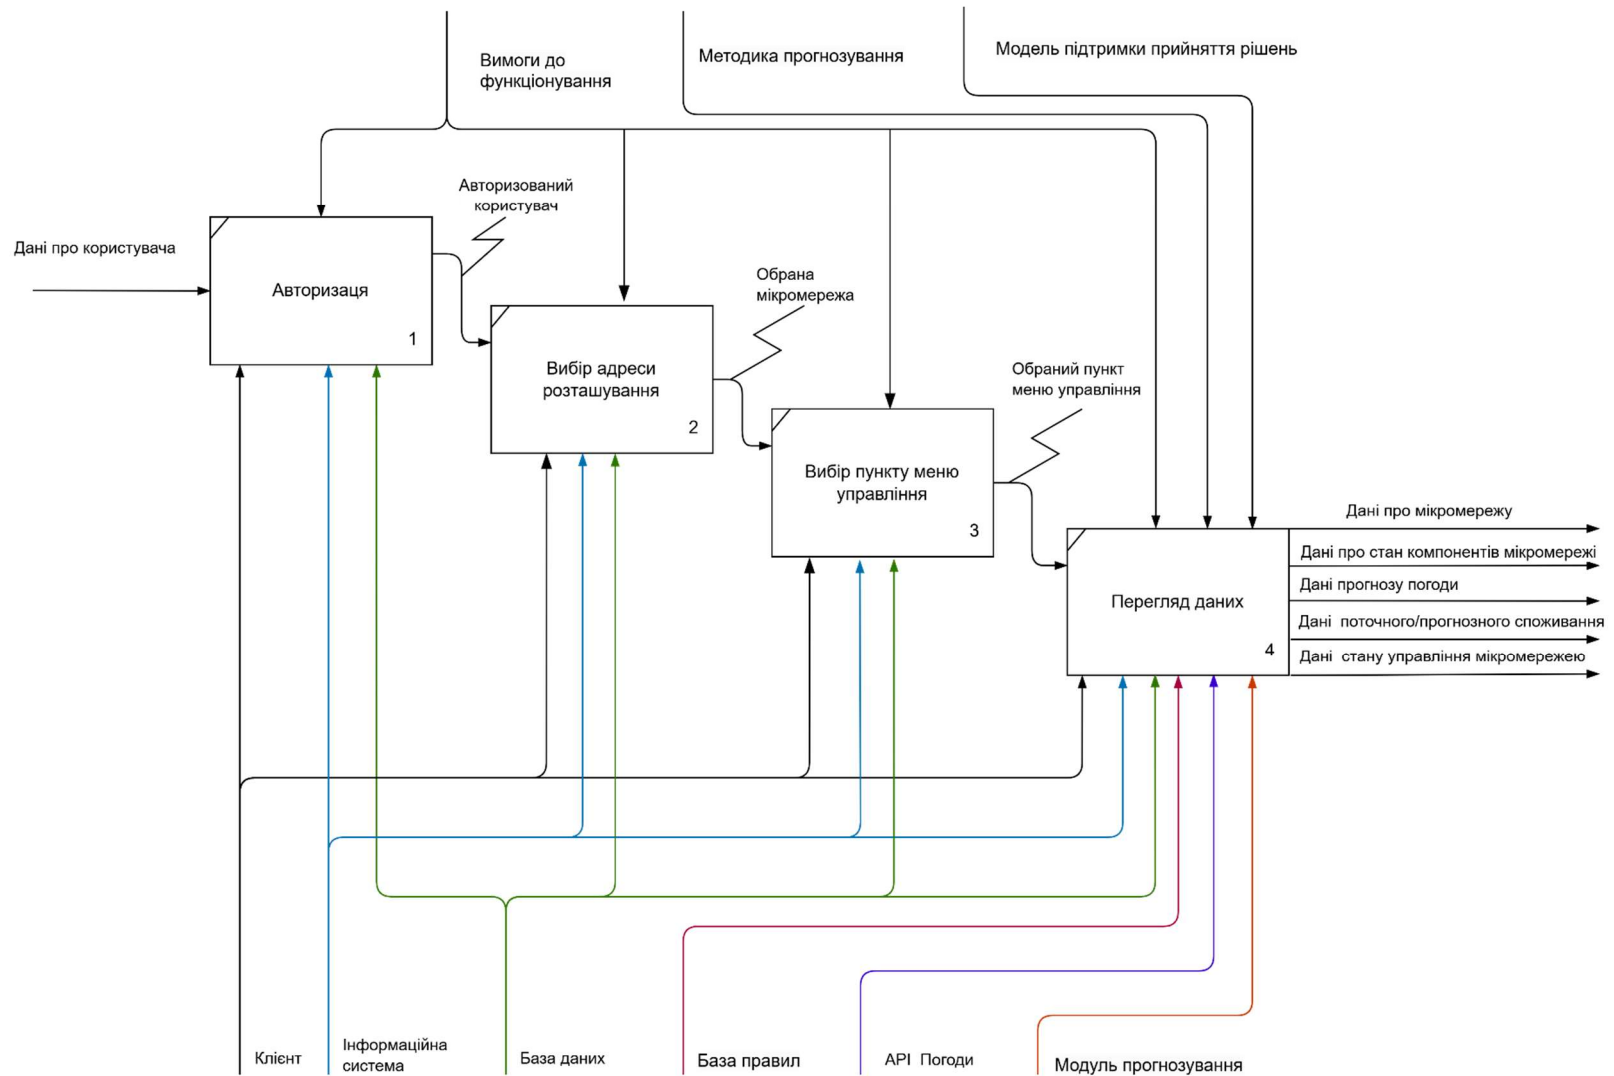 Вимоги до
функціонування
Методика прогнозування
Модель підтримки прийняття рішень
Авторизований
користувач
Дані про користувача
Авторизаця
1
Обрана
мікромережа
Вибір адреси
розташування
2
Обраний пункт
меню управління
Вибір пункту меню
управління
3
Перегляд даних
4
Дані про мікромережу
Дані про стан компонентів мікромережі
Дані прогнозу погоди
Дані поточного/прогнозного споживання
Дані стану управління мікромережею
Клієнт
Інформаційна
система
База даних
База правил
API Погоди
Модуль прогнозування